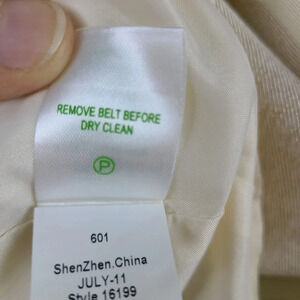 REMOVE BELT BEFORE
DRY CLEAN
P
601
ShenZhen.China
JULY-11
Style 16199